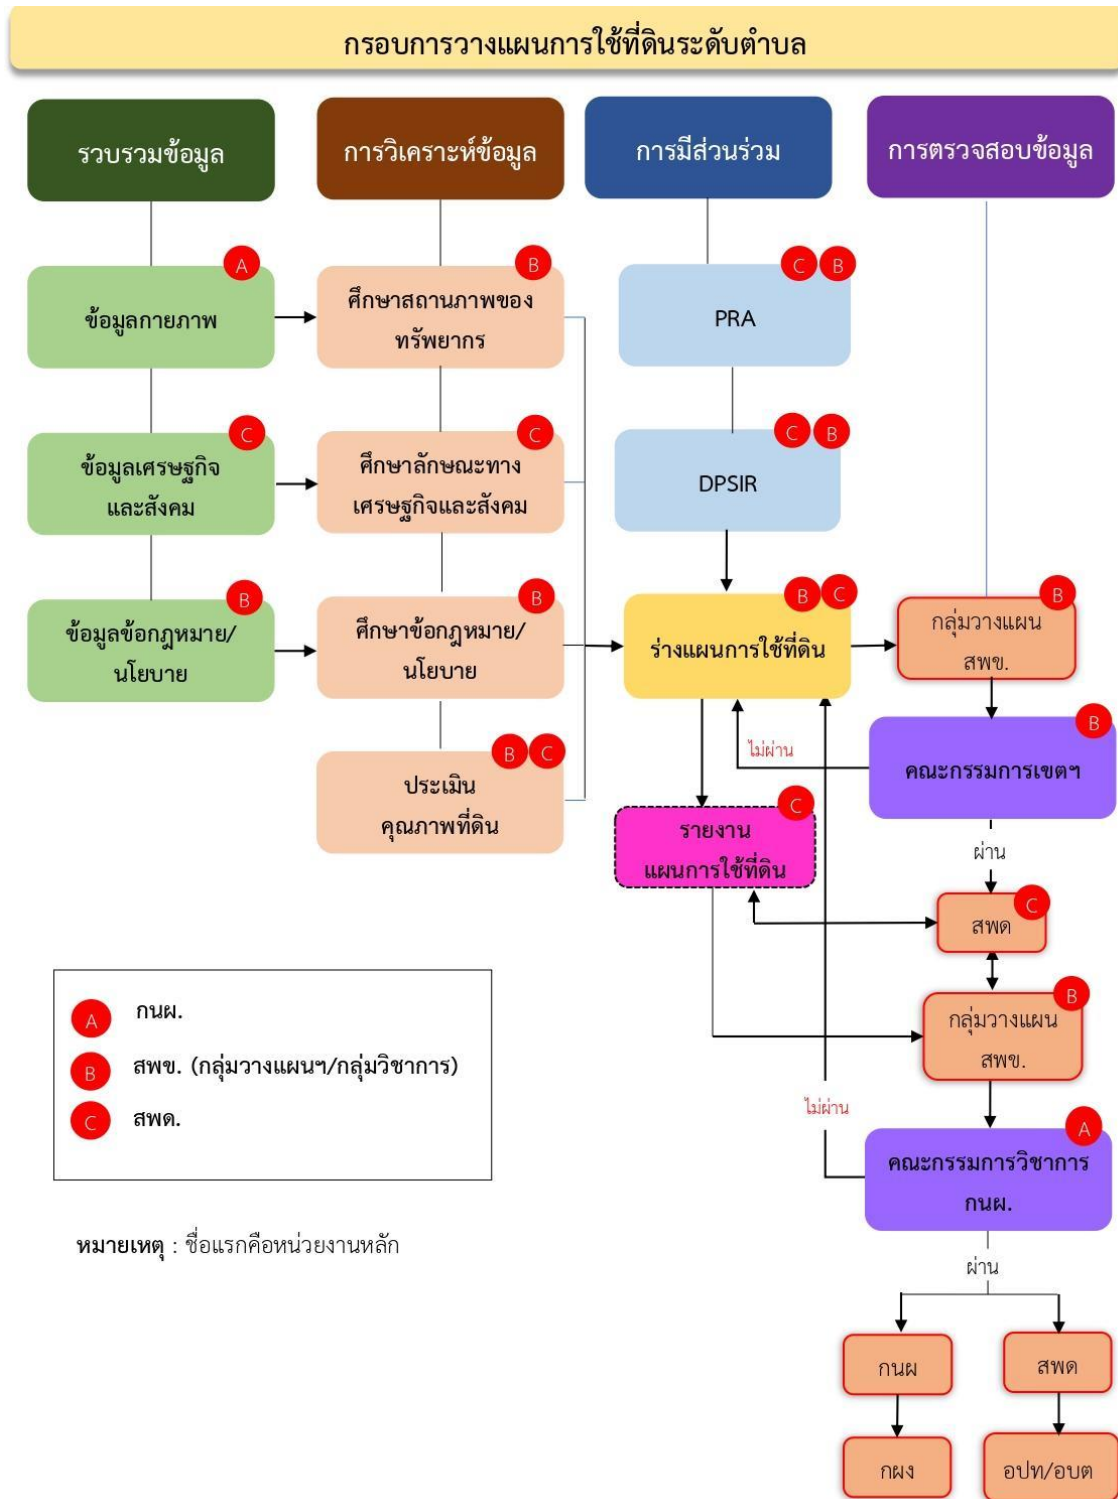 กรอบการวางแผนการใช้ที่ดินระดับตำบล
รวบรวมข้อมูล
การวิเคราะห์ข้อมูล
การมีส่วนร่วม
การตรวจสอบข้อมูล
A
ข้อมูลกายภาพ
B
ศึกษาสถานภาพของ
ทรัพยากร
C B
PRA
C
ข้อมูลเศรษฐกิจ
และสังคม
C
ศึกษาลักษณะทาง
เศรษฐกิจและสังคม
C B
DPSIR
B
ข้อมูลข้อกฎหมาย/
นโยบาย
B
ศึกษาข้อกฎหมาย/
นโยบาย
B C
ร่างแผนการใช้ที่ดิน
B
กลุ่มวางแผน
สพข.
B C
ประเมิน
คุณภาพที่ดิน
ไม่ผ่าน
B
คณะกรรมการเขตฯ
C
รายงาน
แผนการใช้ที่ดิน
ผ่าน
C
สพด
B
กลุ่มวางแผน
สพข.
A กนผ.
B สพข. (กลุ่มวางแผนฯ/กลุ่มวิชาการ)
C สพด.
ไม่ผ่าน
A
คณะกรรมการวิชาการ
กนผ.
หมายเหตุ : ชื่อแรกคือหน่วยงานหลัก
ผ่าน
กนผ
สพด
กผง
อปท/อบต